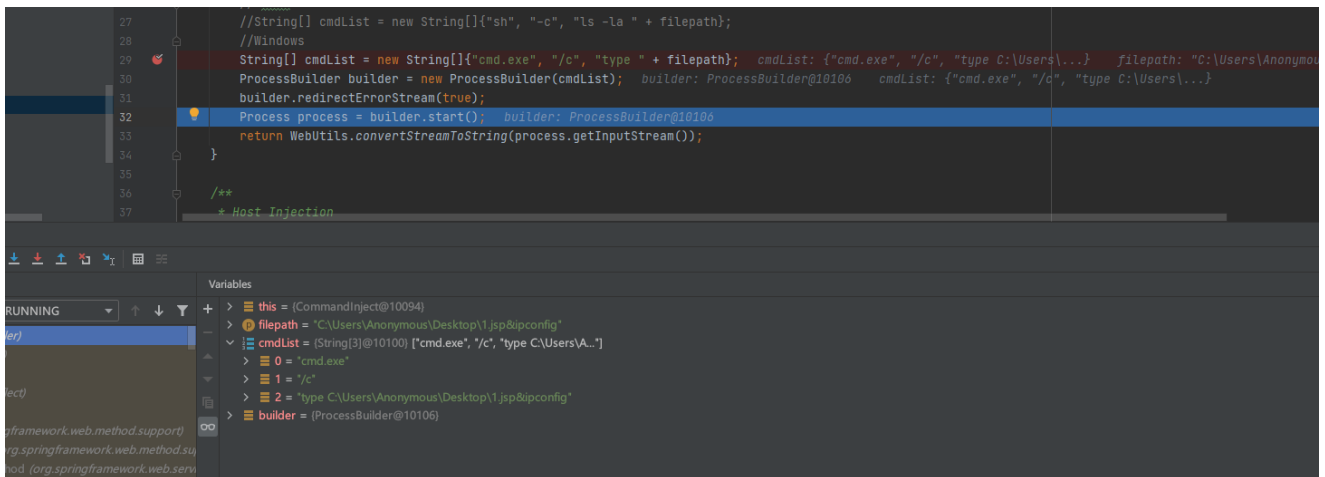 27 //String[] cmdList = new String[]{"sh", "-c", "ls -la " + filepath};
28 //Windows
29 String[] cmdList = new String[]{"cmd.exe", "/c", "type " + filepath}; cmdList: {"cmd.exe", "/c", "type C:\Users\...} filepath: "C:\Users\Anonymou
30 ProcessBuilder builder = new ProcessBuilder(cmdList); builder: ProcessBuilder@10106 cmdList: {"cmd.exe", "/c", "type C:\Users\...}
31 builder.redirectErrorStream(true);
32 Process process = builder.start(); builder: ProcessBuilder@10106
33 return WebUtils.convertStreamToString(process.getInputStream());
34 }
35
36 /**
37 * Host Injection
Variables
RUNNING
this = {CommandInject@10094}
ler)
filepath = "C:\Users\Anonymous\Desktop\1.jsp&ipconfig"
)
cmdList = {String[3]@10100} ["cmd.exe", "/c", "type C:\Users\A..."]
0 = "cmd.exe"
1 = "/c"
lect)
2 = "type C:\Users\Anonymous\Desktop\1.jsp&ipconfig"
builder = {ProcessBuilder@10106}
gframework.web.method.support)
org.springframework.web.method.su
hod (org.springframework.web.serv